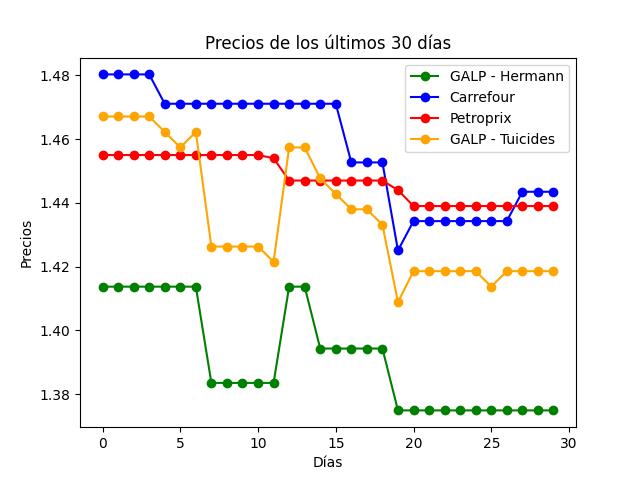 Precios de los últimos 30 días
GALP - Hermann
Carrefour
Petroprix
GALP - Tuicides
Precios
1.48
1.46
1.44
1.42
1.40
1.38
0 5 10 15 20 25 30
Días